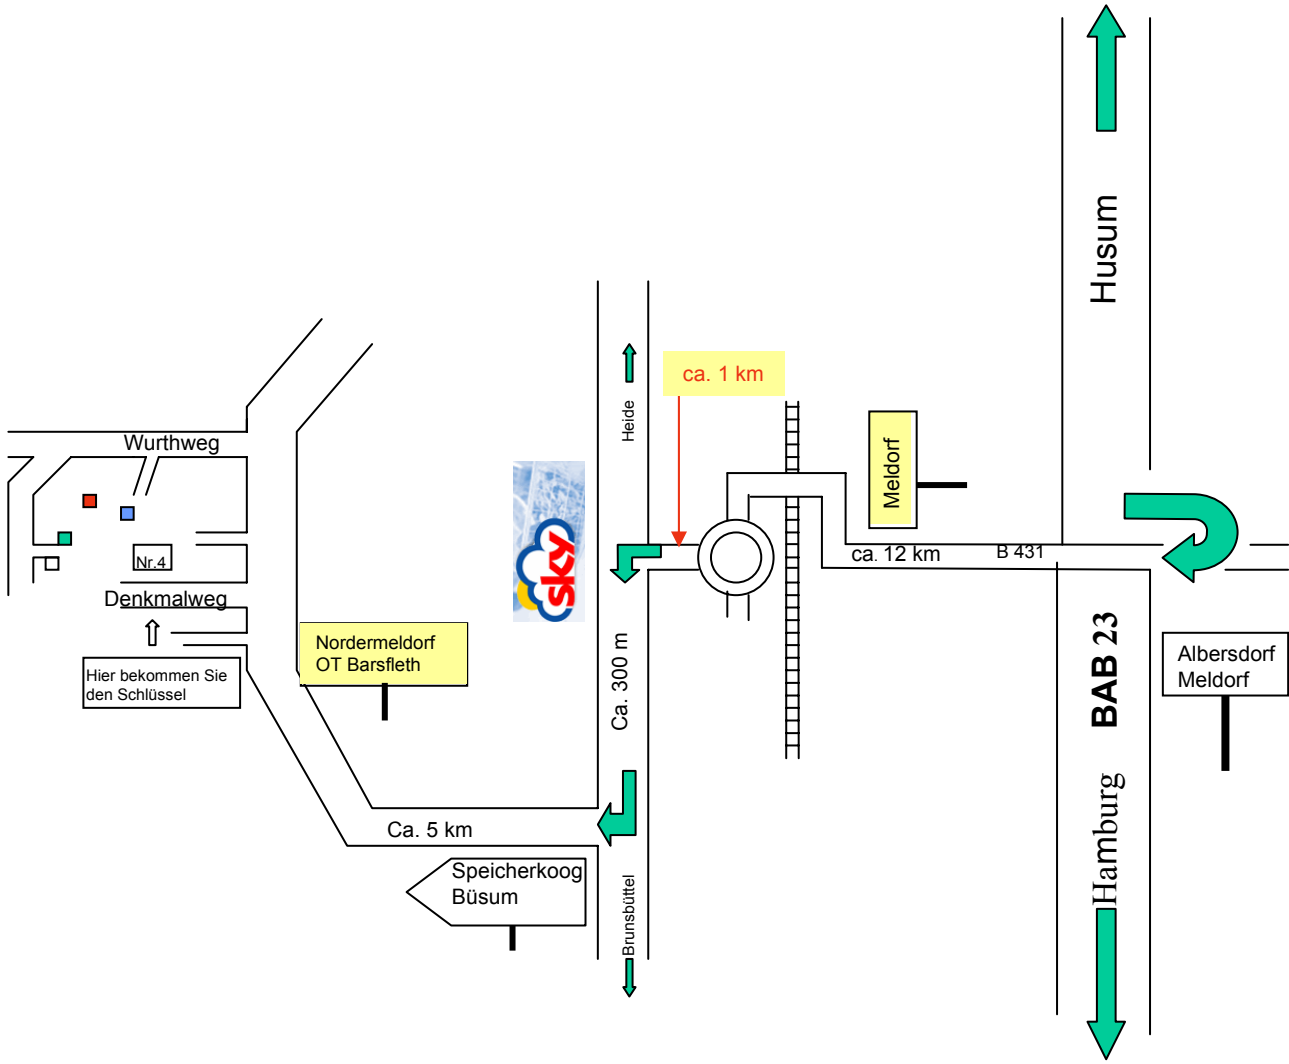 Husum
ca. 1 km
Heide
Meldorf
Wurthweg
sky
ca. 12 km
B 431
Nr.4
Denkmalweg
Hier bekommen Sie
den Schlüssel
Nordermeldorf
OT Barsfleth
Ca. 300 m
BAB 23
Albersdorf
Meldorf
Hamburg
Ca. 5 km
Speicherkoog
Büsum
Brunsbüttel